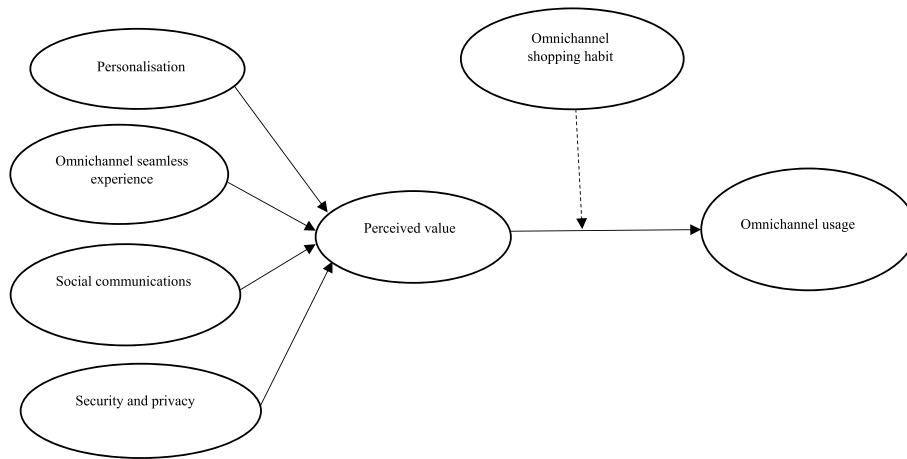 Personalisation
Omnichannel seamless
experience
Social communications
Security and privacy
Perceived value
Omnichannel
shopping habit
Omnichannel usage